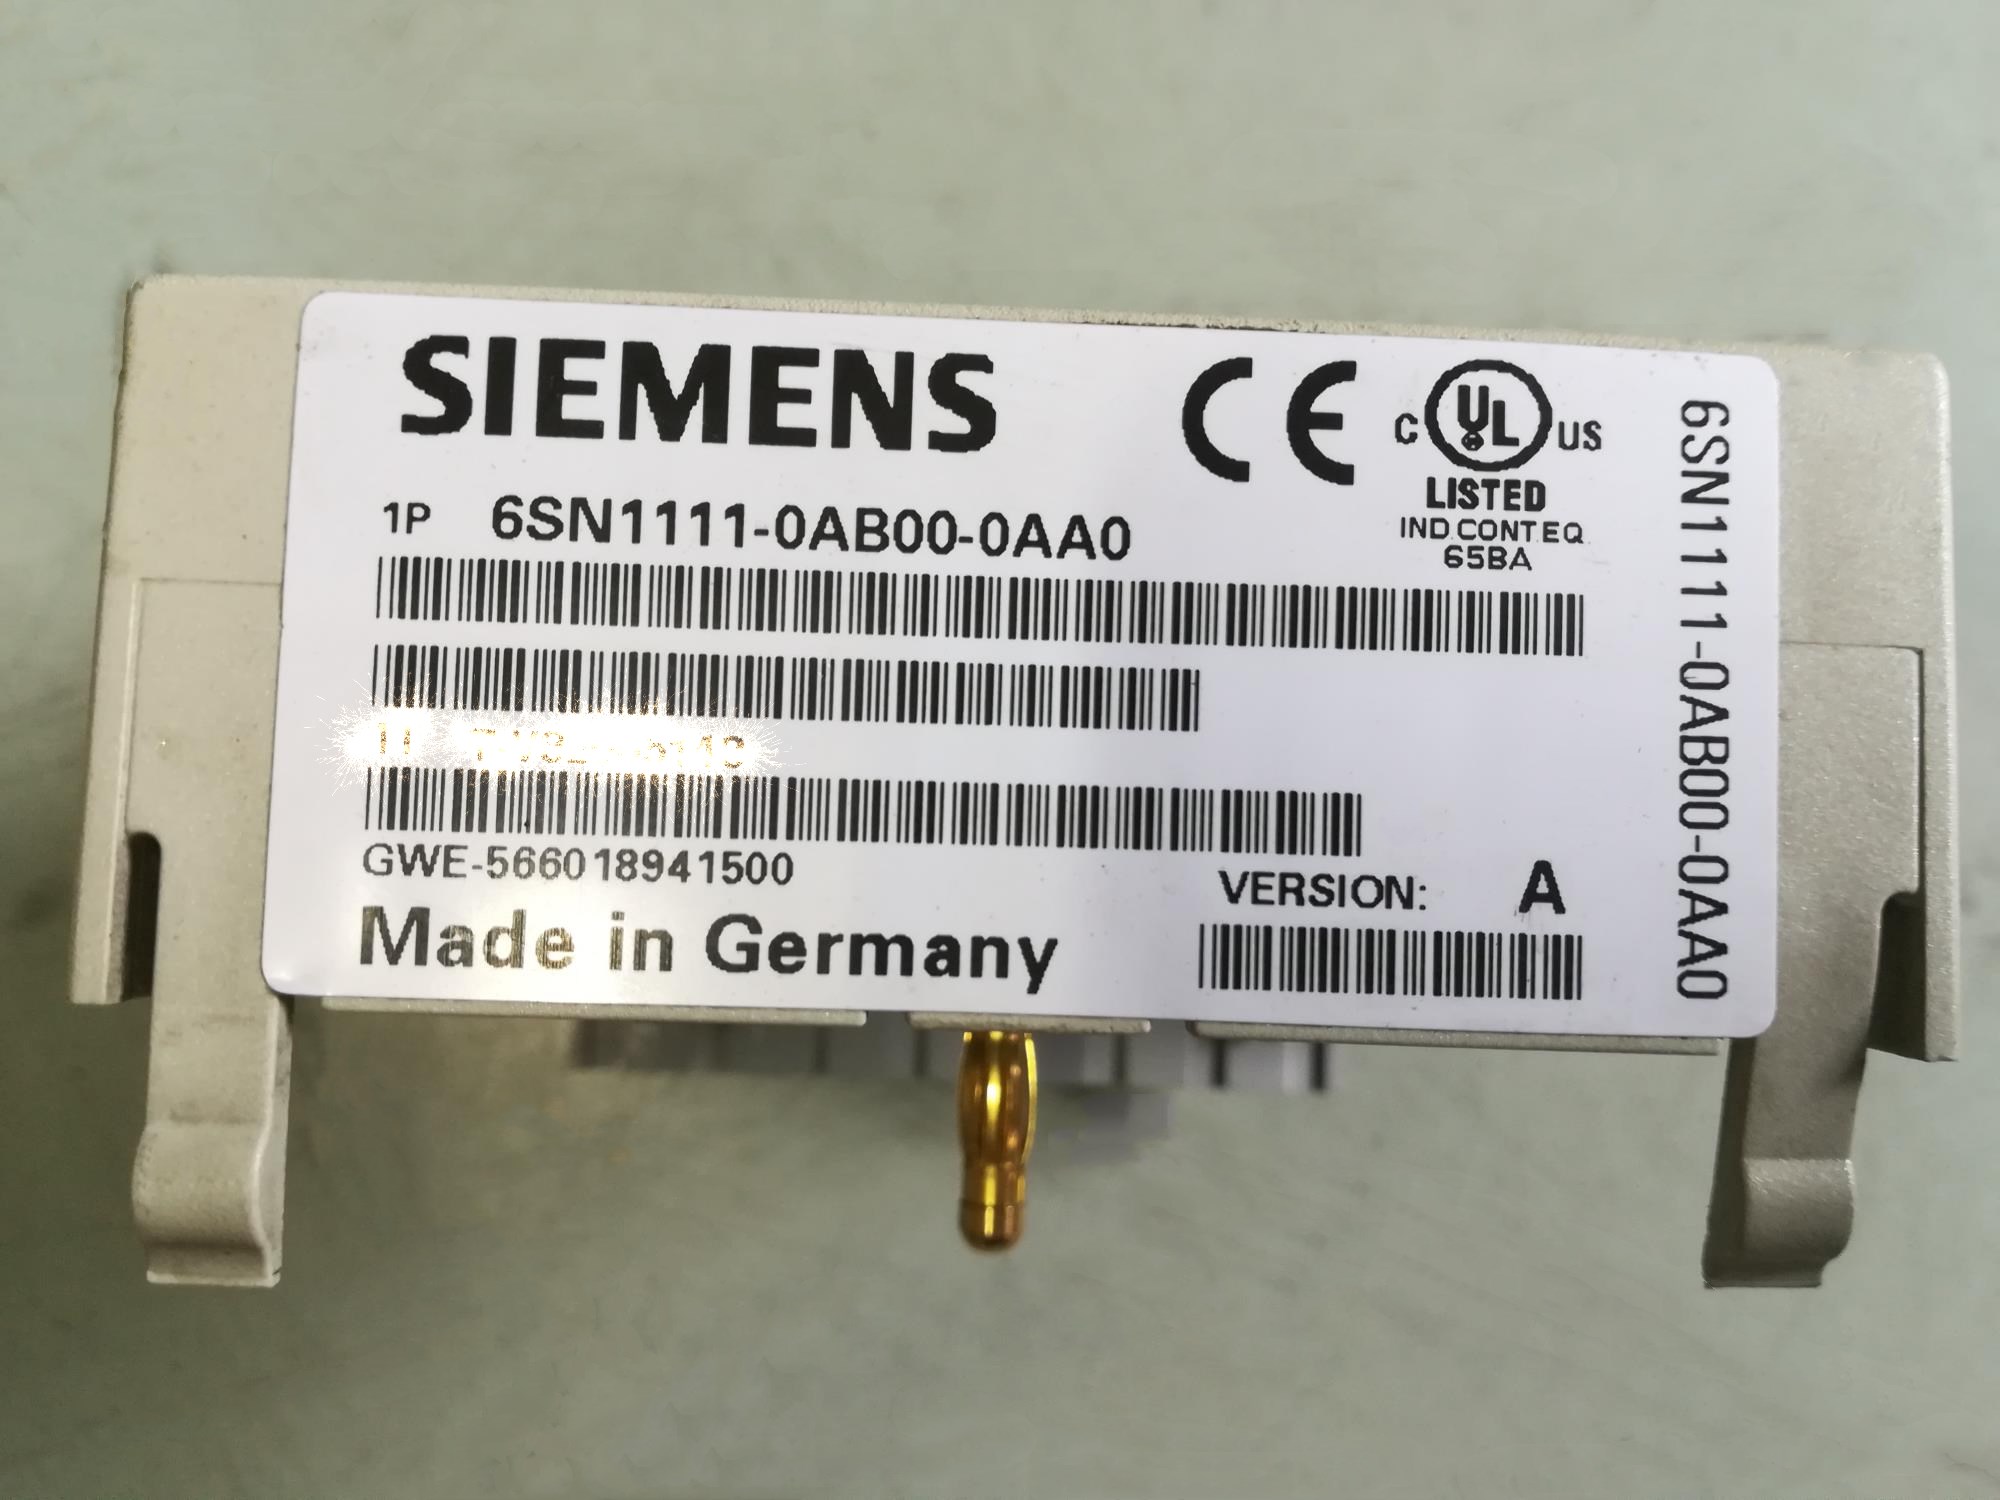 SIEMENS
CE
C UL US
LISTED
IND.CONT.EQ.
65BA
1P 6SN1111-0AB00-0AA0
GWE-566018941500
VERSION: A
Made in Germany
6SN1111-0AB00-0AA0